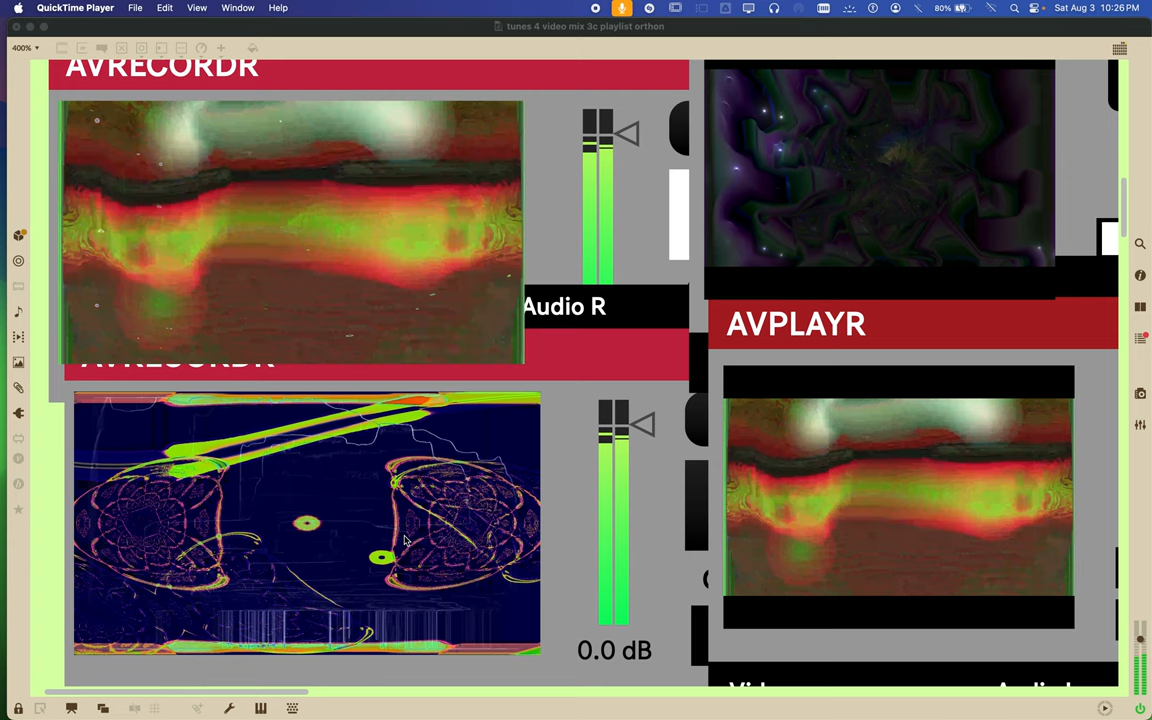 QuickTime Player File Edit View Window Help 80% Sat Aug 3 10:26 PM
tunes 4 video mix 3c playlist orthon
400%
AVRECORDR
Audio R
AVPLAYR
AVRECORDR
0.0 dB